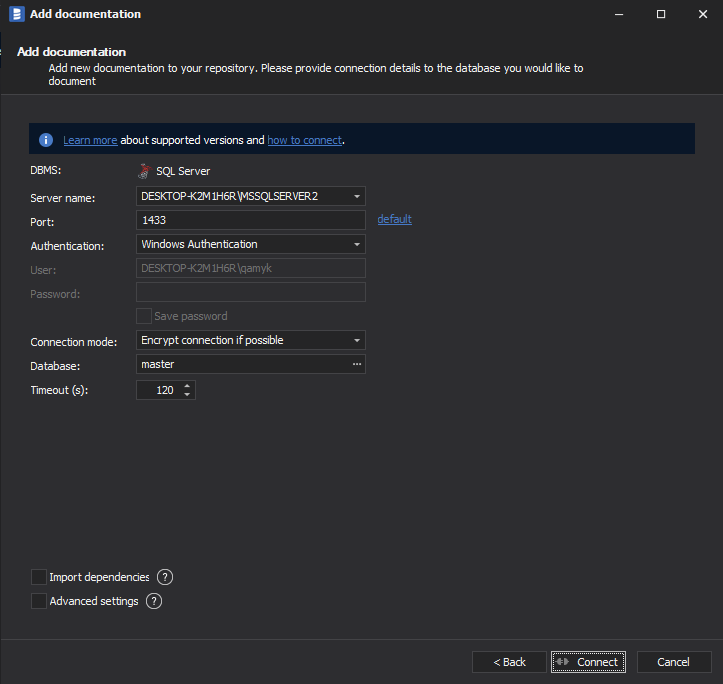 Add documentation
Add documentation
Add new documentation to your repository. Please provide connection details to the database you would like to
document
Learn more about supported versions and how to connect.
DBMS: SQL Server
Server name: DESKTOP-K2M1H6R\MSSQLSERVER2
Port: 1433 default
Authentication: Windows Authentication
User: DESKTOP-K2M1H6R\qamyk
Password:
Save password
Connection mode: Encrypt connection if possible
Database: master ...
Timeout (s): 120
Import dependencies ?
Advanced settings ?
< Back Connect Cancel